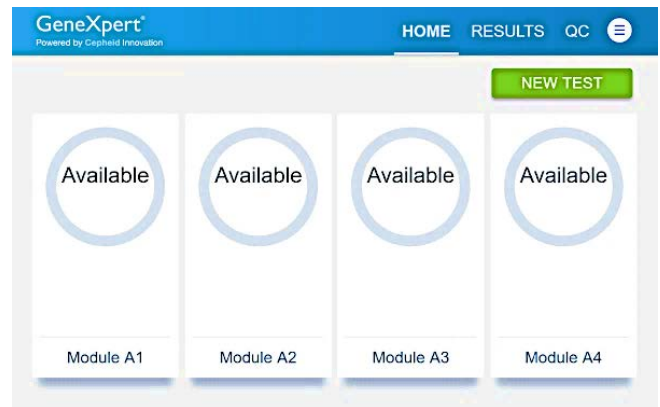 GeneXpert®
Powered by Cepheid Innovation
HOME RESULTS QC
NEW TEST
Available Available Available Available
Module A1 Module A2 Module A3 Module A4